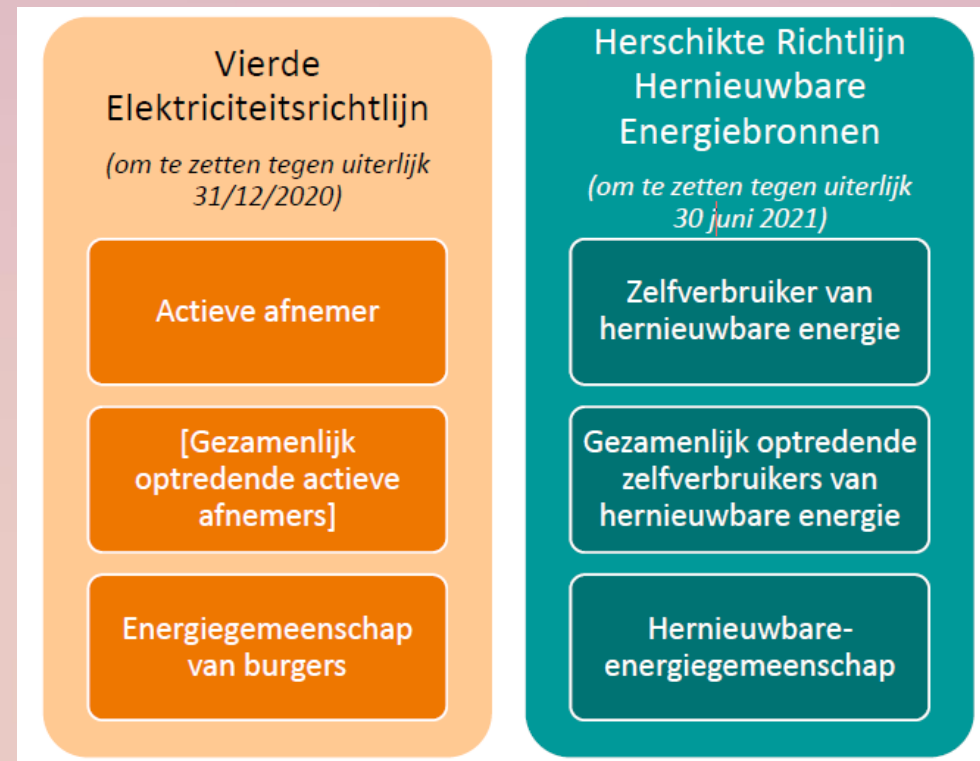 Vierde
Elektriciteitsrichtlijn
(om te zetten tegen uiterlijk
31/12/2020)
Actieve afnemer
[Gezamenlijk
optredende actieve
afnemers]
Energiegemeenschap
van burgers
Herschikte Richtlijn
Hernieuwbare
Energiebronnen
(om te zetten tegen uiterlijk
30 juni 2021)
Zelfverbruiker van
hernieuwbare energie
Gezamenlijk optredende
zelfverbruikers van
hernieuwbare energie
Hernieuwbare-
energiegemeenschap